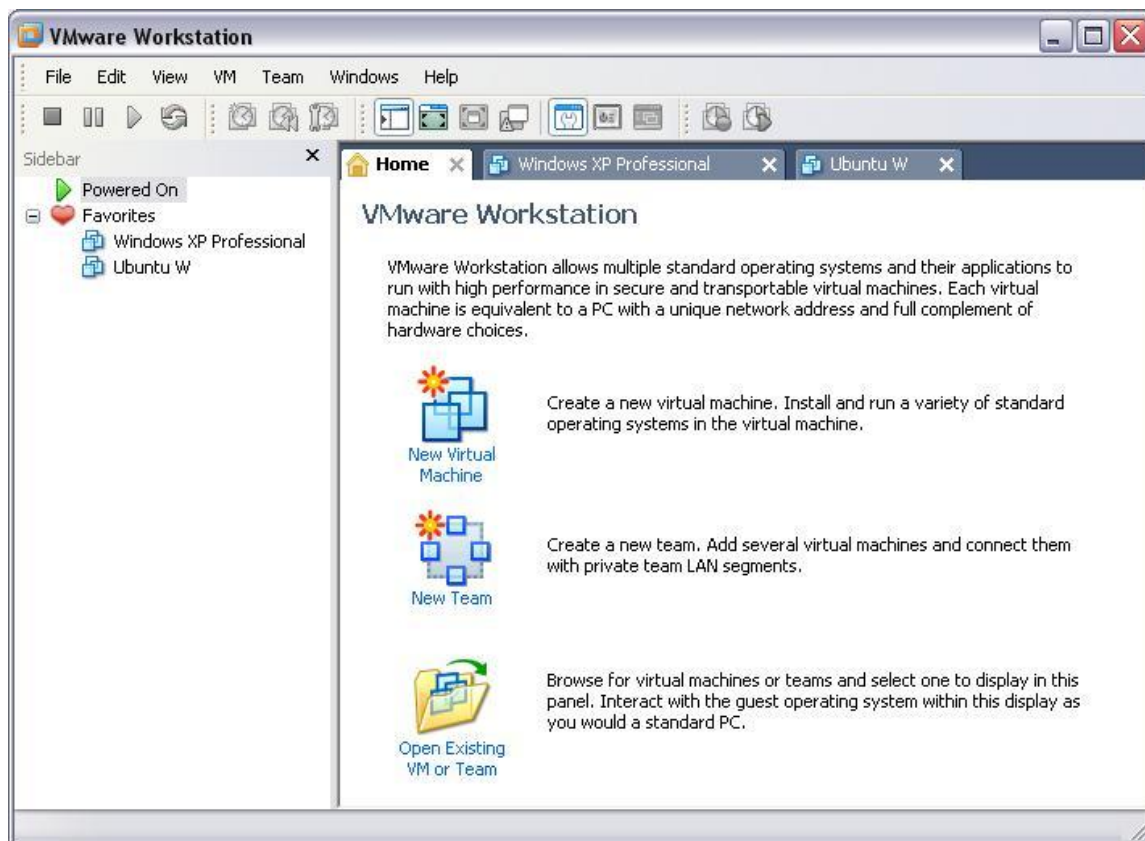 VMware Workstation
File Edit View VM Team Windows Help
Sidebar
Powered On
Favorites
Windows XP Professional
Ubuntu W
Home Windows XP Professional Ubuntu W
VMware Workstation
VMware Workstation allows multiple standard operating systems and their applications to
run with high performance in secure and transportable virtual machines. Each virtual
machine is equivalent to a PC with a unique network address and full complement of
hardware choices.
New Virtual
Machine
Create a new virtual machine. Install and run a variety of standard
operating systems in the virtual machine.
New Team
Create a new team. Add several virtual machines and connect them
with private team LAN segments.
Open Existing
VM or Team
Browse for virtual machines or teams and select one to display in this
panel. Interact with the guest operating system within this display as
you would a standard PC.